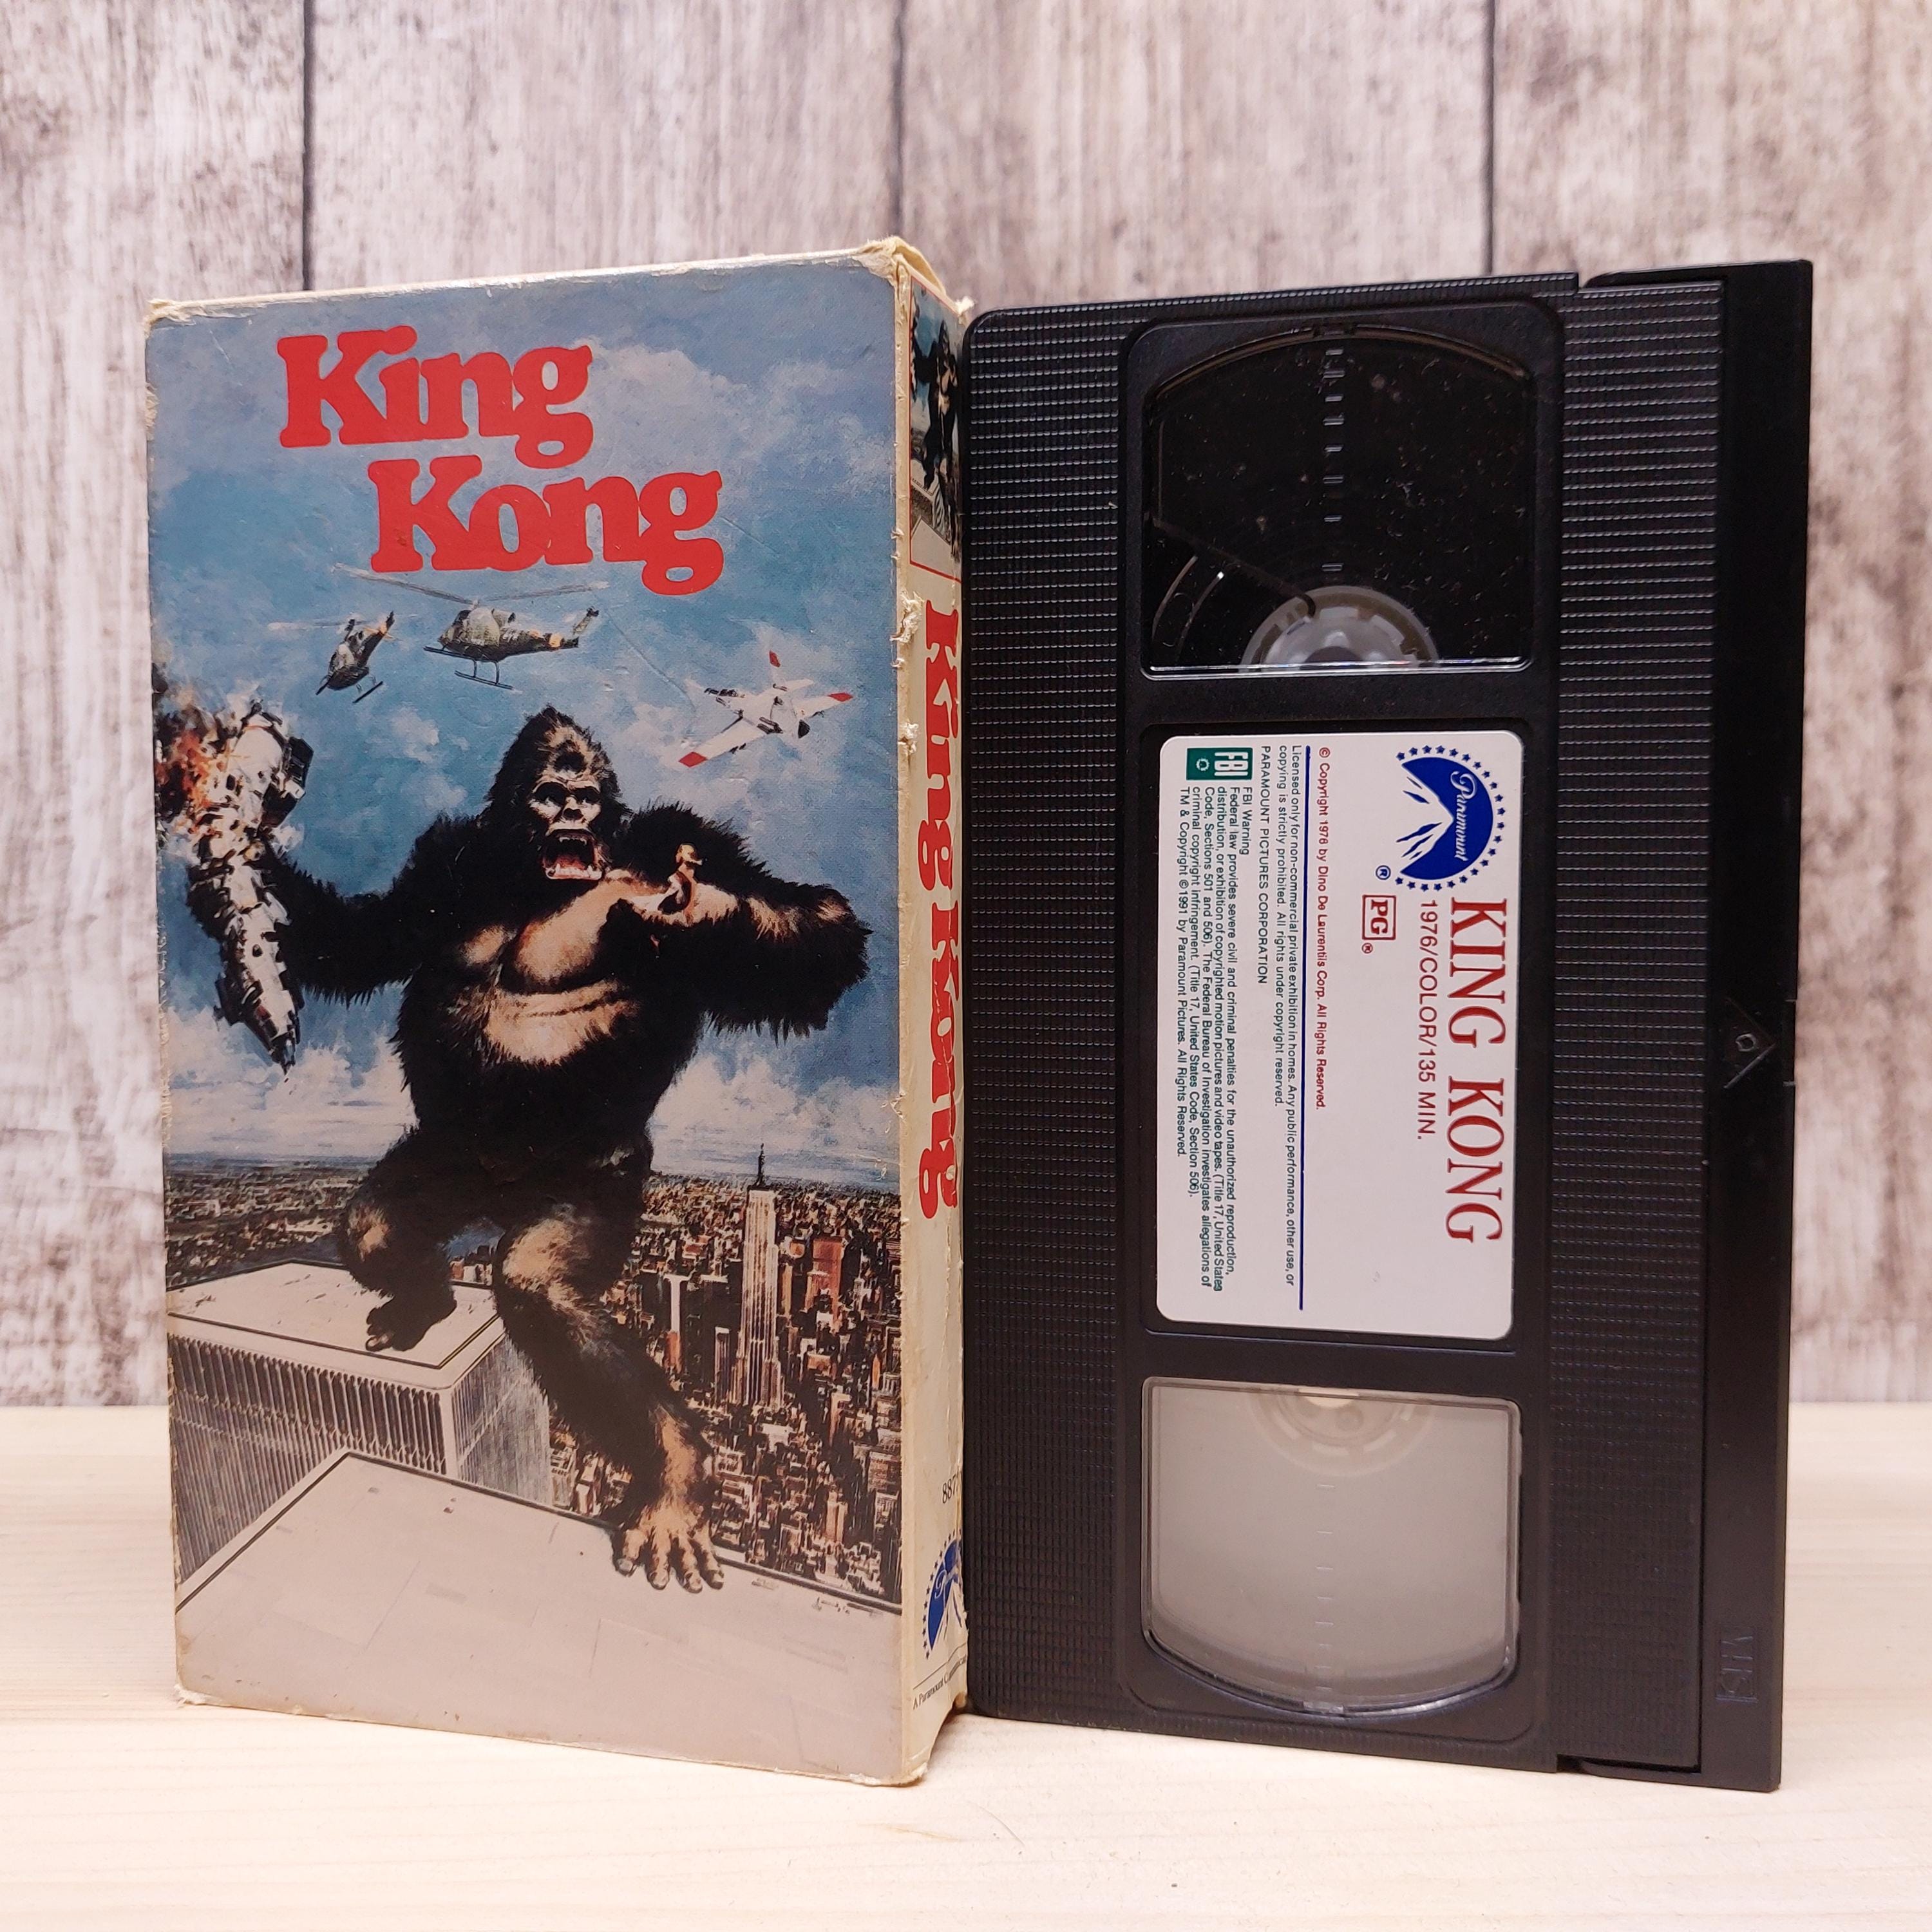 King
Kong
King Kong
887
A Paramount
Paramount
®
KING KONG
1976/COLOR/135 MIN.
PG ®
© Copyright 1976 by Dino De Laurentiis Corp. All Rights Reserved.
Licensed only for non-commercial private exhibition in homes. Any public performance, other use, or
copying is strictly prohibited. All rights under copyright reserved.
PARAMOUNT PICTURES CORPORATION
FBI
FBI Warning
Federal law provides severe civil and criminal penalties for the unauthorized reproduction,
distribution, or exhibition of copyrighted motion pictures and video tapes. (Title 17, United States
Code, Sections 501 and 506). The Federal Bureau of Investigation investigates allegations of
criminal copyright infringement. (Title 17, United States Code, Section 506).
TM & Copyright © 1991 by Paramount Pictures. All Rights Reserved.
VHS